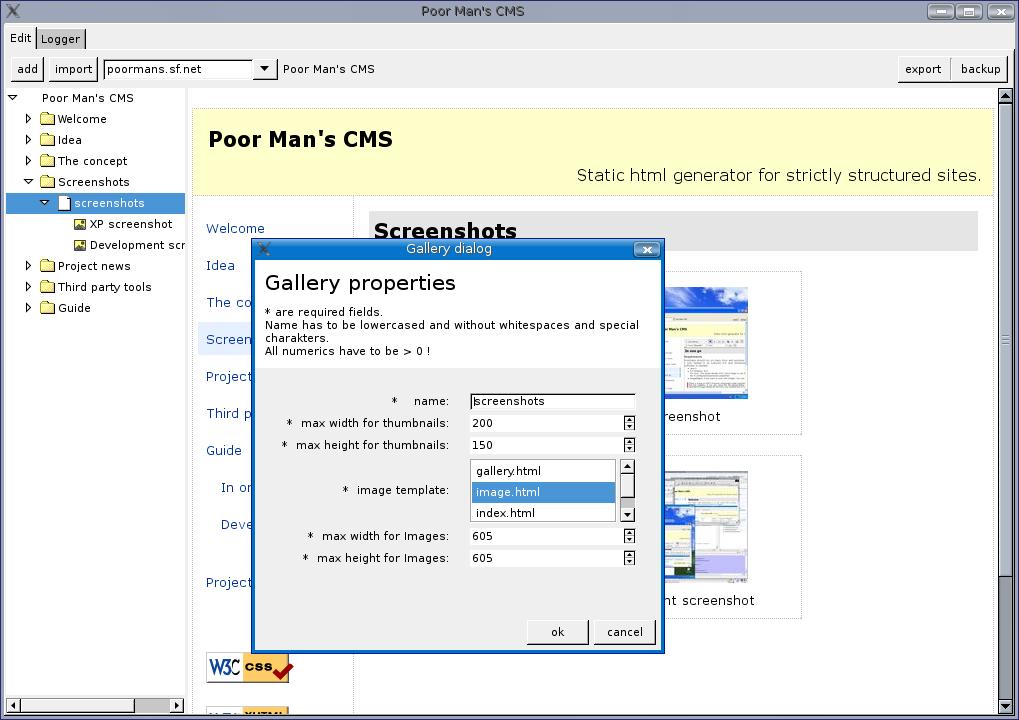 Poor Man's CMS
Edit
Logger
add
import
poormans.sf.net
Poor Man's CMS
export
backup
Poor Man's CMS
Welcome
Idea
The concept
Screenshots
screenshots
XP screenshot
Development scr
Project news
Third party tools
Guide
Poor Man's CMS
Static html generator for strictly structured sites.
Welcome
Idea
The co
Screen
Project
Third p
Guide
In or
Deve
Project
W3C css
Screenshots
eenshot
nt screenshot
Gallery dialog
Gallery properties
* are required fields.
Name has to be lowercased and without whitespaces and special
charakters.
All numerics have to be > 0 !
* name: screenshots
* max width for thumbnails: 200
* max height for thumbnails: 150
* image template:
gallery.html
image.html
index.html
* max width for Images: 605
* max height for Images: 605
ok
cancel